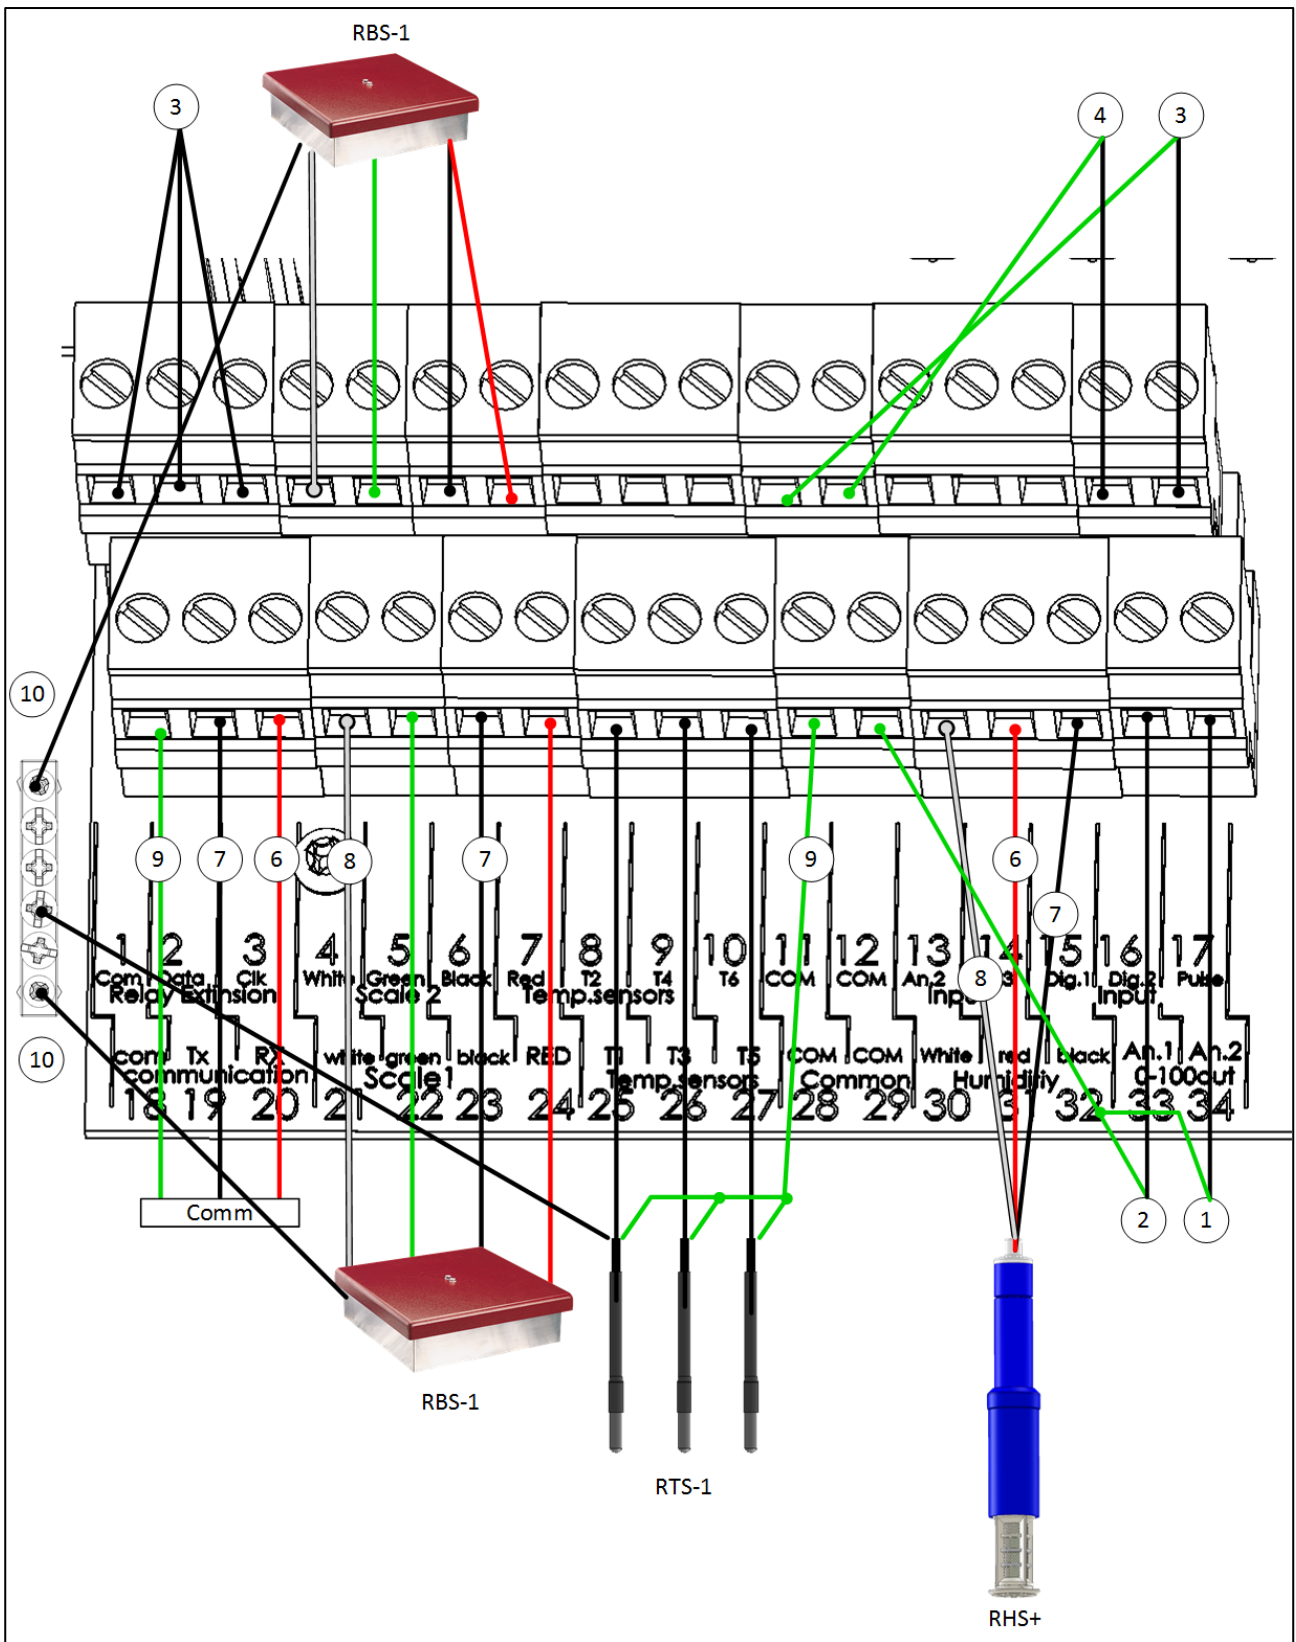 RBS-1
3
4 3
10
9 7 6 8 7 9 6
7
1 2 3 4 5 6 7 8 9 10 11 12 13 14 15 16 17
8
Com Data Clk White Green Black Red T2 T4 T6 COM COM An.2 Dig.1 Dig.2 Pulse
Relay Extinsion Scale 2 Temp.sensors Input
com Tx RX white green black RED T1 T3 T5 COM COM White red black An.1 An.2
communication Scale1 Temp.sensors Common Humiditiy 0-100out
10
18 19 20 21 22 23 24 25 26 27 28 29 30 31 32 33 34
Comm
2 1
RBS-1
RTS-1
RHS+